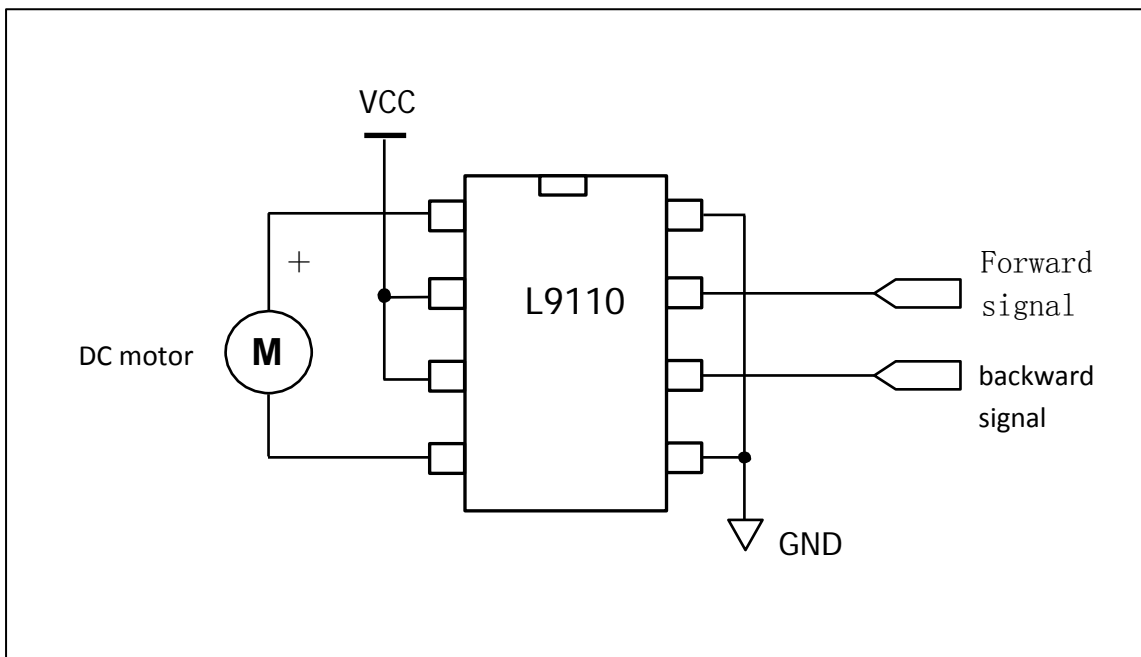 VCC
+
L9110
Forward
signal
DC motor
M
backward
signal
GND